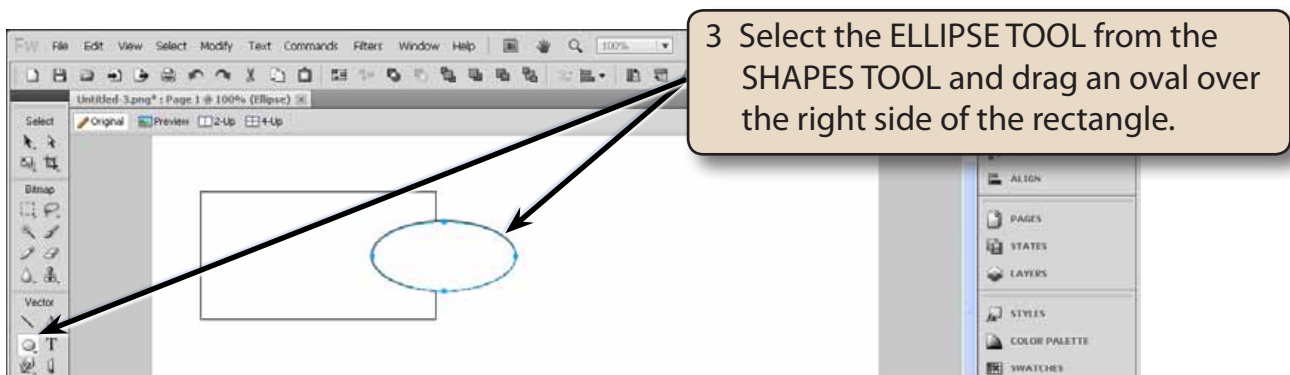 FW File Edit View Select Modify Text Commands Filters Window Help 100%
3 Select the ELLIPSE TOOL from the
SHAPES TOOL and drag an oval over
the right side of the rectangle.
Untitled-3.png* : Page 1 @ 100% (Ellipse)
Select
Original Preview 2-Up 4-Up
Bitmap
Vector
T
ALIGN
PAGES
STATES
LAYERS
STYLES
COLOR PALETTE
SWATCHES